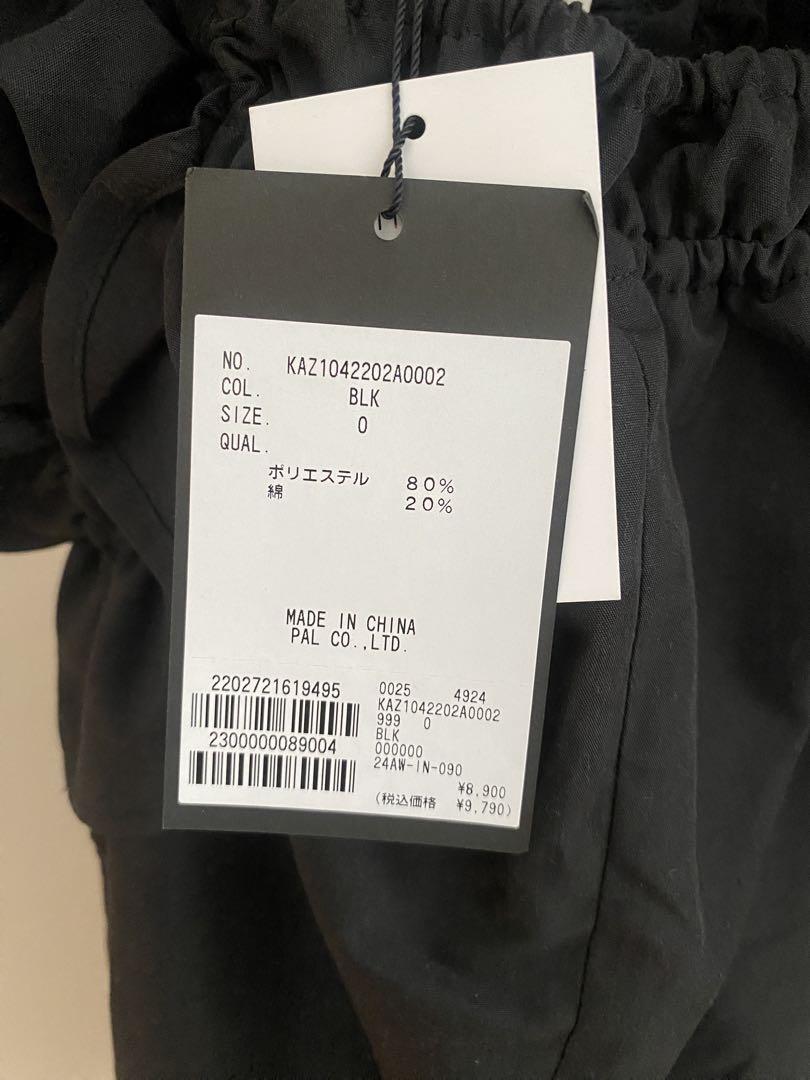 NO. KAZ1042202A0002
COL. BLK
SIZE. 0
QUAL.
ポリエステル 80%
綿 20%
MADE IN CHINA
PAL CO.,LTD.
2202721619495
2300000089004
0025 4924
KAZ1042202A0002
999 0
BLK
000000
24AW-IN-090
¥8,900
(税込価格 ¥9,790)